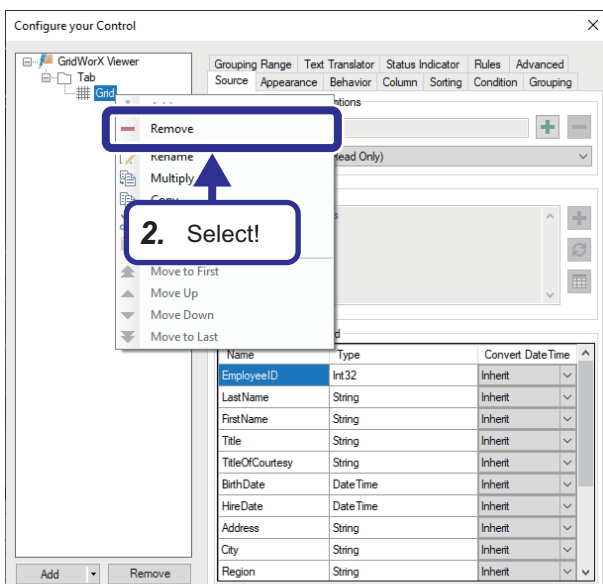 Configure your Control
GridWorX Viewer
Tab
Grid
Remove
Rename
Multiply
2. Select!
Move to First
Move Up
Move Down
Move to Last
Grouping Range Text Translator Status Indicator Rules Advanced
Source Appearance Behavior Column Sorting Condition Grouping
Read Only)
Name Type Convert DateTime
EmployeeID Int32 Inherit
LastName String Inherit
FirstName String Inherit
Title String Inherit
TitleOfCourtesy String Inherit
BirthDate DateTime Inherit
HireDate DateTime Inherit
Address String Inherit
City String Inherit
Region String Inherit
Add Remove